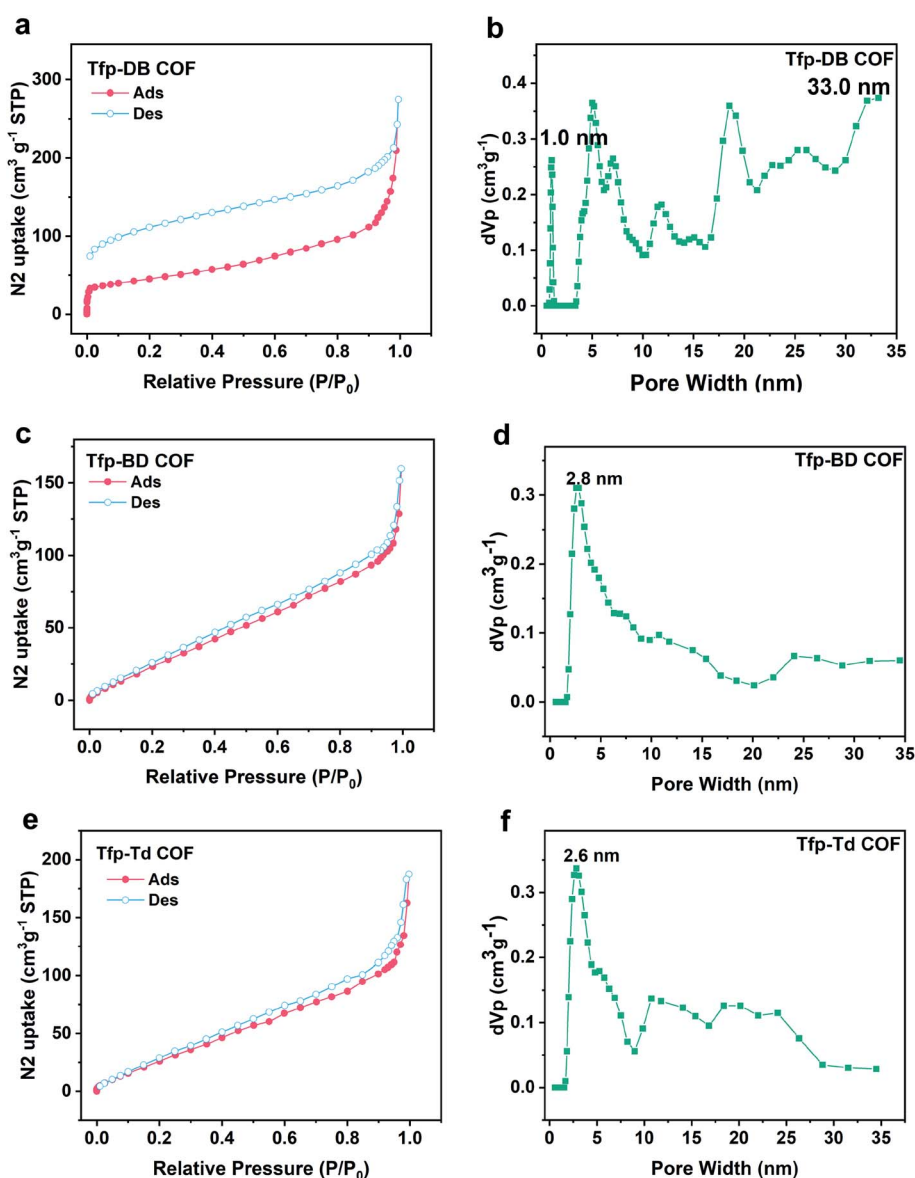 a
Tfp-DB COF
Ads
Des
N2 uptake (cm³ g⁻¹ STP)
300
200
100
0
0.0 0.2 0.4 0.6 0.8 1.0
Relative Pressure (P/P₀)
b
Tfp-DB COF
33.0 nm
1.0 nm
dVp (cm³g⁻¹)
0.4
0.3
0.2
0.1
0.0
0 5 10 15 20 25 30 35
Pore Width (nm)
c
Tfp-BD COF
Ads
Des
N2 uptake (cm³g⁻¹ STP)
150
100
50
0
0.0 0.2 0.4 0.6 0.8 1.0
Relative Pressure (P/P₀)
d
Tfp-BD COF
2.8 nm
dVp (cm³g⁻¹)
0.3
0.2
0.1
0.0
0 5 10 15 20 25 30 35
Pore Width (nm)
e
Tfp-Td COF
Ads
Des
N2 uptake (cm³g⁻¹ STP)
200
150
100
50
0
0.0 0.2 0.4 0.6 0.8 1.0
Relative Pressure (P/P₀)
f
Tfp-Td COF
2.6 nm
dVp (cm³g⁻¹)
0.3
0.2
0.1
0.0
0 5 10 15 20 25 30 35
Pore Width (nm)